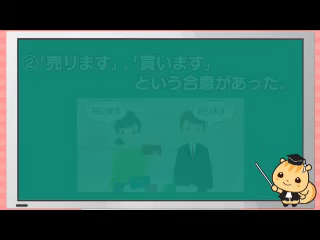 ②「売ります」、「買います」
という合意があった。
買います
売ります